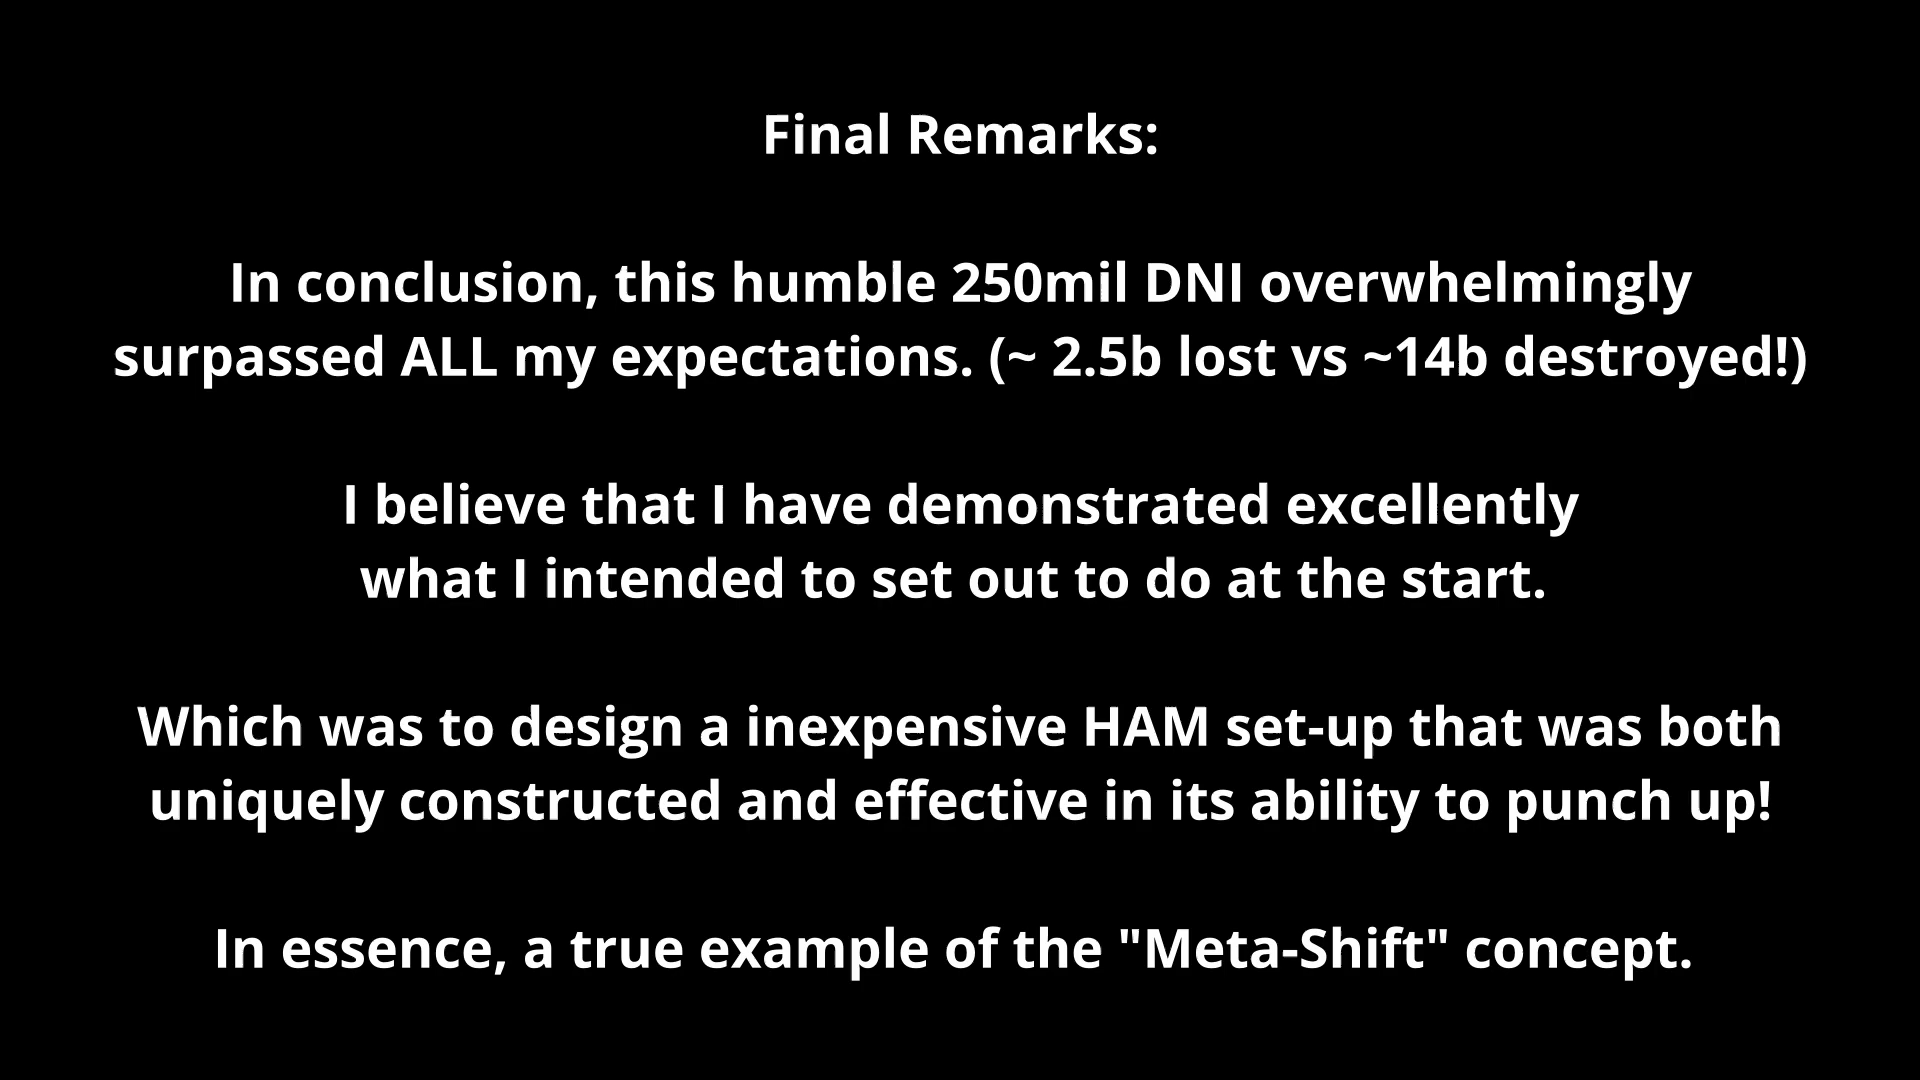 Final Remarks:
In conclusion, this humble 250mil DNI overwhelmingly
surpassed ALL my expectations. (~ 2.5b lost vs ~14b destroyed!)
I believe that I have demonstrated excellently
what I intended to set out to do at the start.
Which was to design a inexpensive HAM set-up that was both
uniquely constructed and effective in its ability to punch up!
In essence, a true example of the "Meta-Shift" concept.